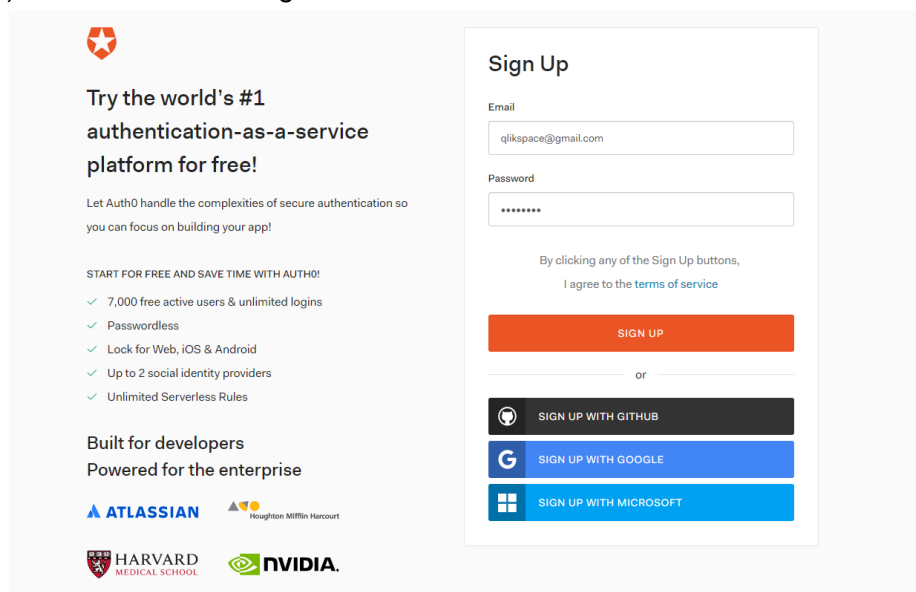 Try the world's #1
authentication-as-a-service
platform for free!
Let Auth0 handle the complexities of secure authentication so
you can focus on building your app!
START FOR FREE AND SAVE TIME WITH AUTH0!
7,000 free active users & unlimited logins
Passwordless
Lock for Web, iOS & Android
Up to 2 social identity providers
Unlimited Serverless Rules
Built for developers
Powered for the enterprise
ATLASSIAN
Houghton Mifflin Harcourt
HARVARD
MEDICAL SCHOOL
NVIDIA.
Sign Up
Email
qlikspace@gmail.com
Password
••••••••
By clicking any of the Sign Up buttons,
I agree to the terms of service
SIGN UP
or
SIGN UP WITH GITHUB
G
SIGN UP WITH GOOGLE
SIGN UP WITH MICROSOFT